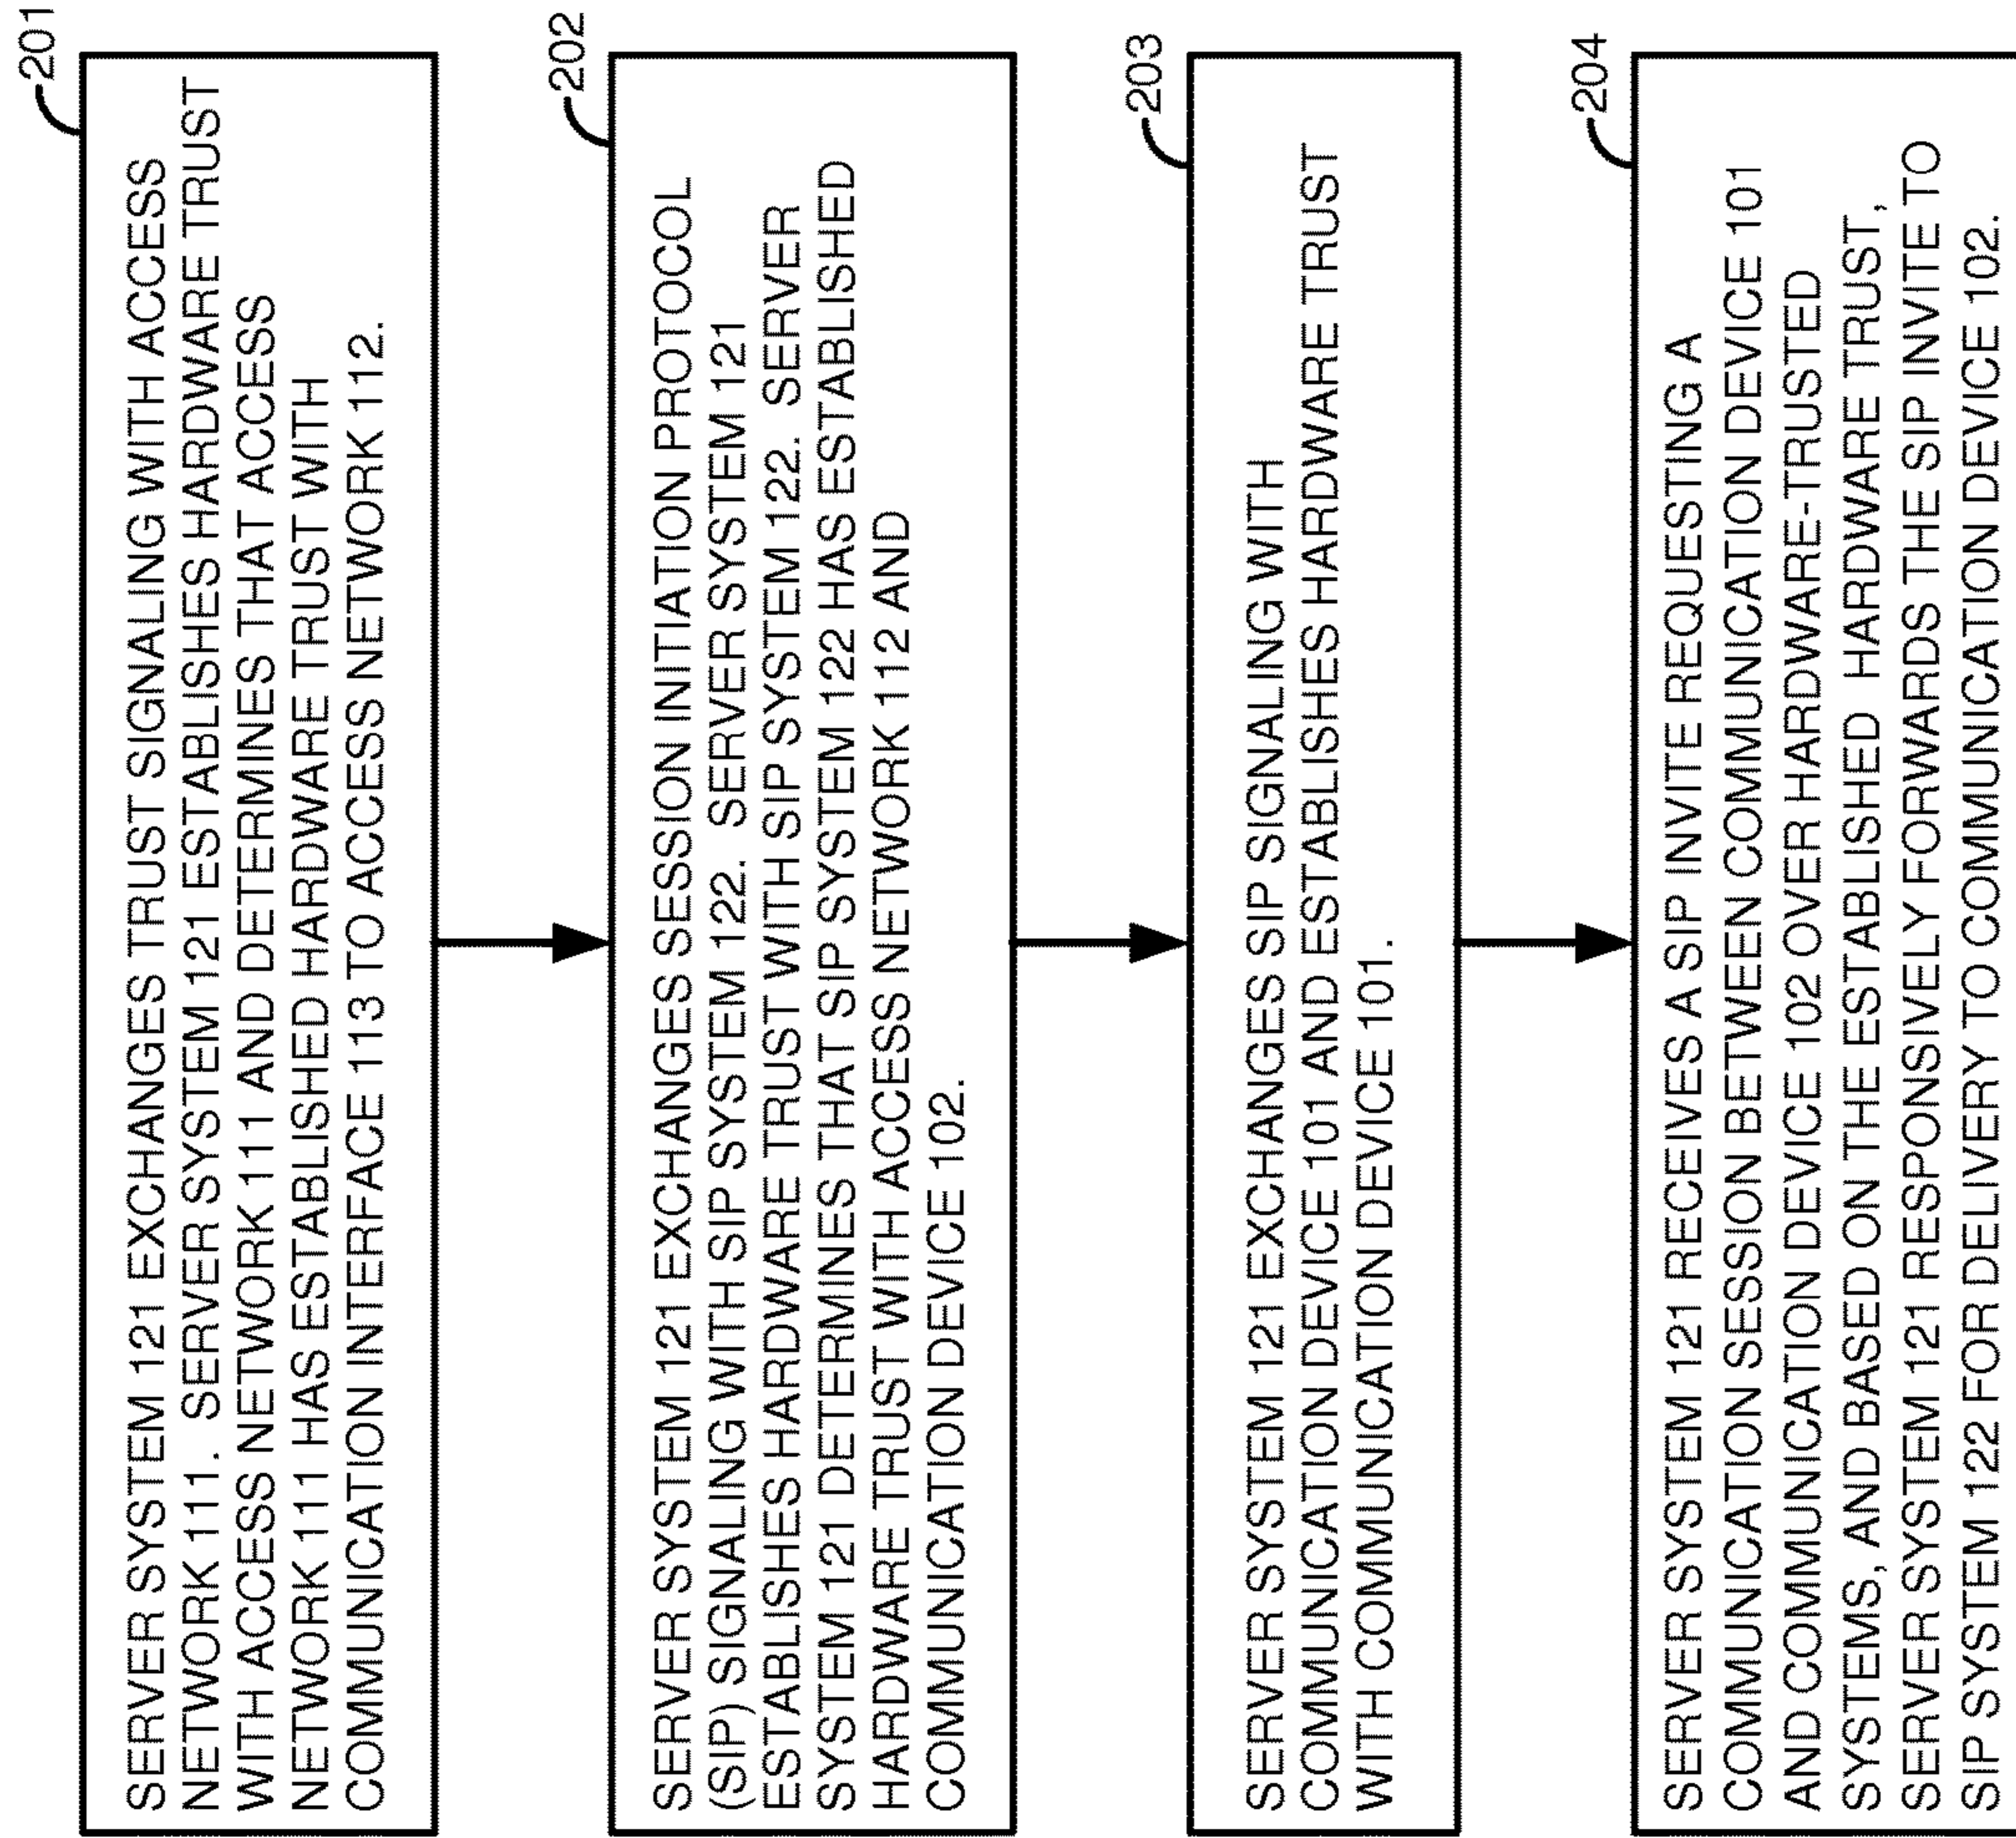 201
SERVER SYSTEM 121 EXCHANGES TRUST SIGNALING WITH ACCESS
NETWORK 111. SERVER SYSTEM 121 ESTABLISHES HARDWARE TRUST
WITH ACCESS NETWORK 111 AND DETERMINES THAT ACCESS
NETWORK 111 HAS ESTABLISHED HARDWARE TRUST WITH
COMMUNICATION INTERFACE 113 TO ACCESS NETWORK 112.
202
SERVER SYSTEM 121 EXCHANGES SESSION INITIATION PROTOCOL
(SIP) SIGNALING WITH SIP SYSTEM 122. SERVER SYSTEM 121
ESTABLISHES HARDWARE TRUST WITH SIP SYSTEM 122. SERVER
SYSTEM 121 DETERMINES THAT SIP SYSTEM 122 HAS ESTABLISHED
HARDWARE TRUST WITH ACCESS NETWORK 112 AND
COMMUNICATION DEVICE 102.
203
SERVER SYSTEM 121 EXCHANGES SIP SIGNALING WITH
COMMUNICATION DEVICE 101 AND ESTABLISHES HARDWARE TRUST
WITH COMMUNICATION DEVICE 101.
204
SERVER SYSTEM 121 RECEIVES A SIP INVITE REQUESTING A
COMMUNICATION SESSION BETWEEN COMMUNICATION DEVICE 101
AND COMMUNICATION DEVICE 102 OVER HARDWARE-TRUSTED
SYSTEMS, AND BASED ON THE ESTABLISHED HARDWARE TRUST,
SERVER SYSTEM 121 RESPONSIVELY FORWARDS THE SIP INVITE TO
SIP SYSTEM 122 FOR DELIVERY TO COMMUNICATION DEVICE 102.